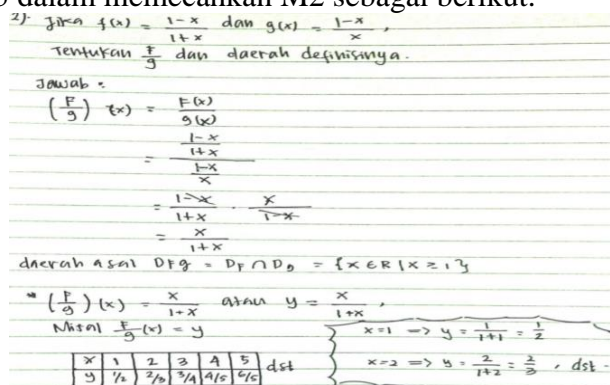 dalam memecahkan M2 sebagai berikut.
2). Jika f(x) = (1-x)/(1+x) dan g(x) = (1-x)/x ,
Tentukan F/g dan daerah definisinya.
Jawab :
(F/g) (x) = F(x)/g(x)
= ((1-x)/(1+x))/((1-x)/x)
= (1-x)/(1+x) · x/(1-x)
= x/(1+x)
daerah asal DFg = DF ∩ Dg = {x ∈ R | x ≥ 1}
* (F/g)(x) = x/(1+x) atau y = x/(1+x) ,
Misal F/g (x) = y
x | 1 | 2 | 3 | 4 | 5 dst
y | 1/2 | 2/3 | 3/4 | 4/5 | 6/5
x=1 => y = 1/(1+1) = 1/2
x=2 => y = 2/(1+2) = 2/3 , dst